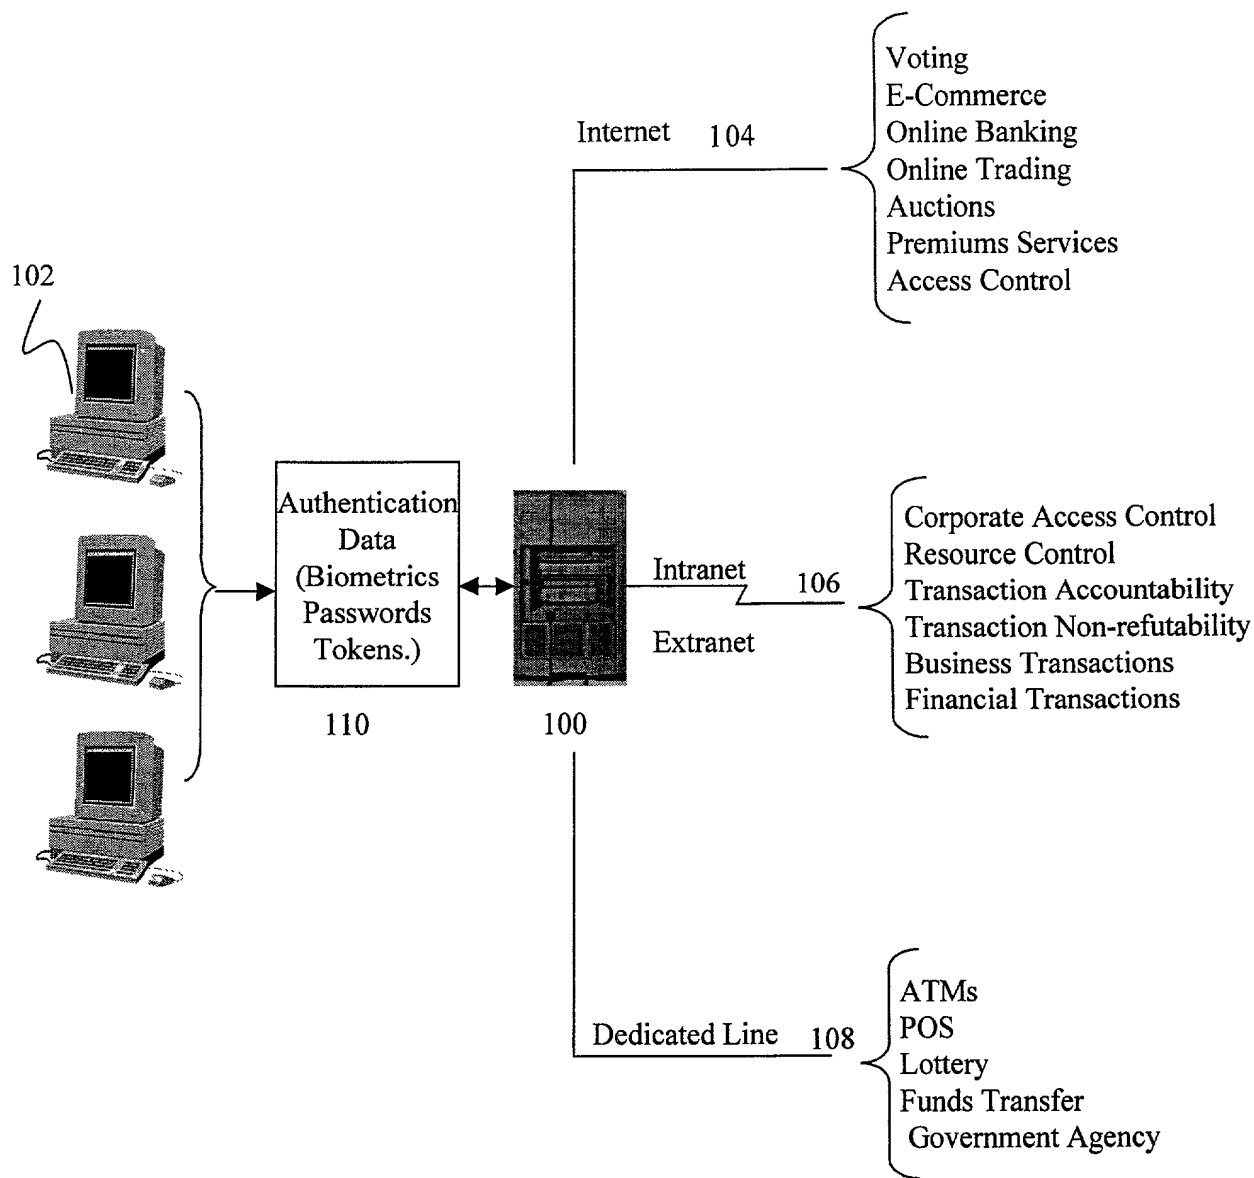 Internet 104
Voting
E-Commerce
Online Banking
Online Trading
Auctions
Premiums Services
Access Control
102
Authentication
Data
(Biometrics
Passwords
Tokens.)
110
100
Intranet 106
Extranet
Corporate Access Control
Resource Control
Transaction Accountability
Transaction Non-refutability
Business Transactions
Financial Transactions
Dedicated Line 108
ATMs
POS
Lottery
Funds Transfer
Government Agency